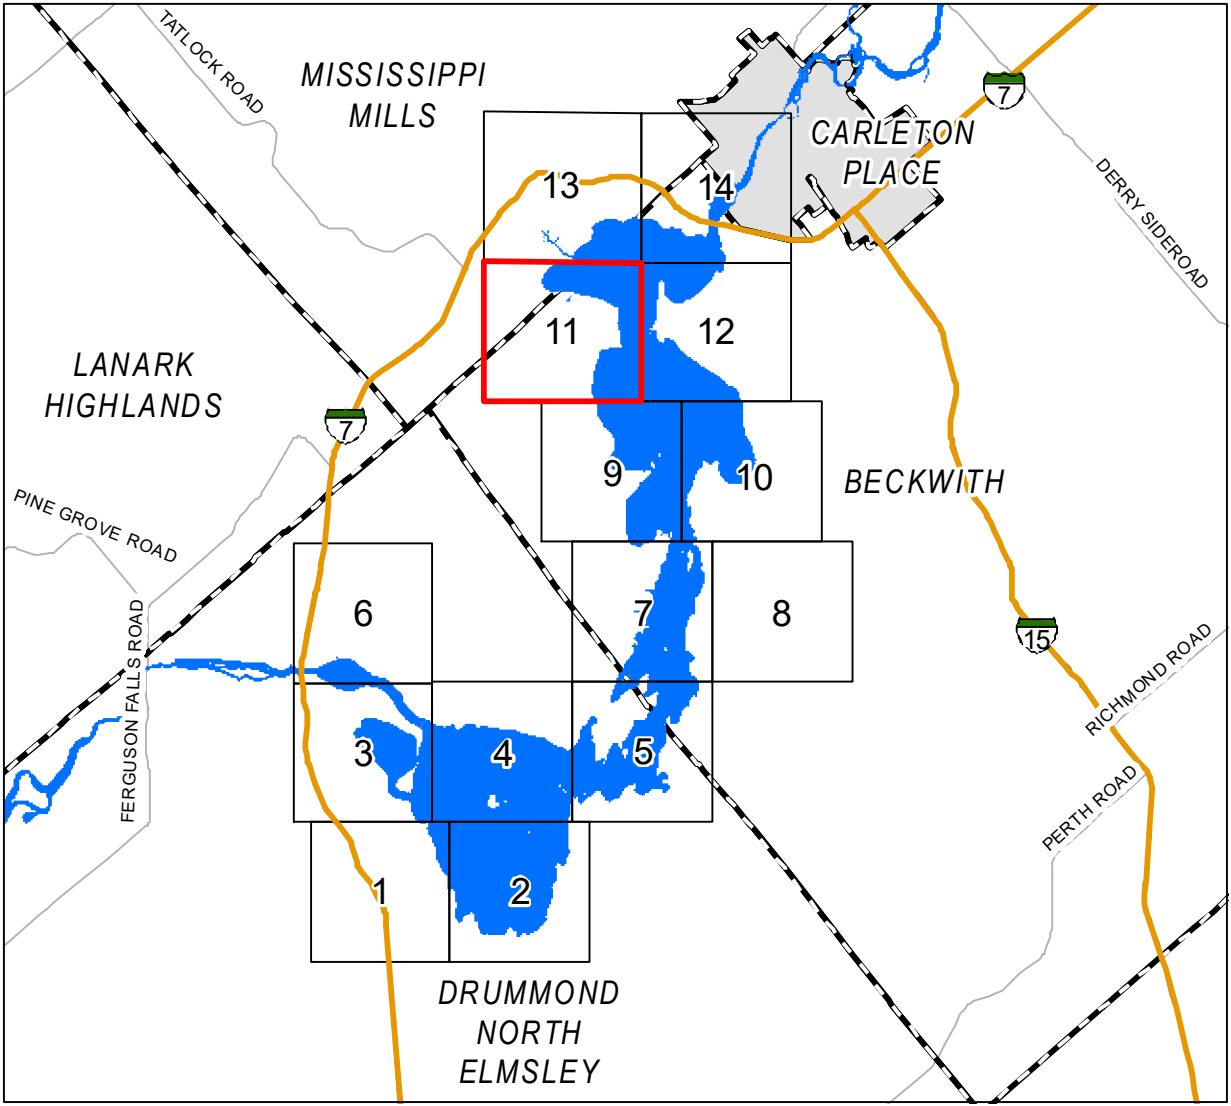 TATLOCK ROAD
MISSISSIPPI
MILLS
7
CARLETON
PLACE
DERRY SIDEROAD
13
14
11
12
LANARK
HIGHLANDS
7
9
10
BECKWITH
PINE GROVE ROAD
6
7
8
15
FERGUSON FALLS ROAD
RICHMOND ROAD
3
4
5
PERTH ROAD
1
2
DRUMMOND
NORTH
ELMSLEY